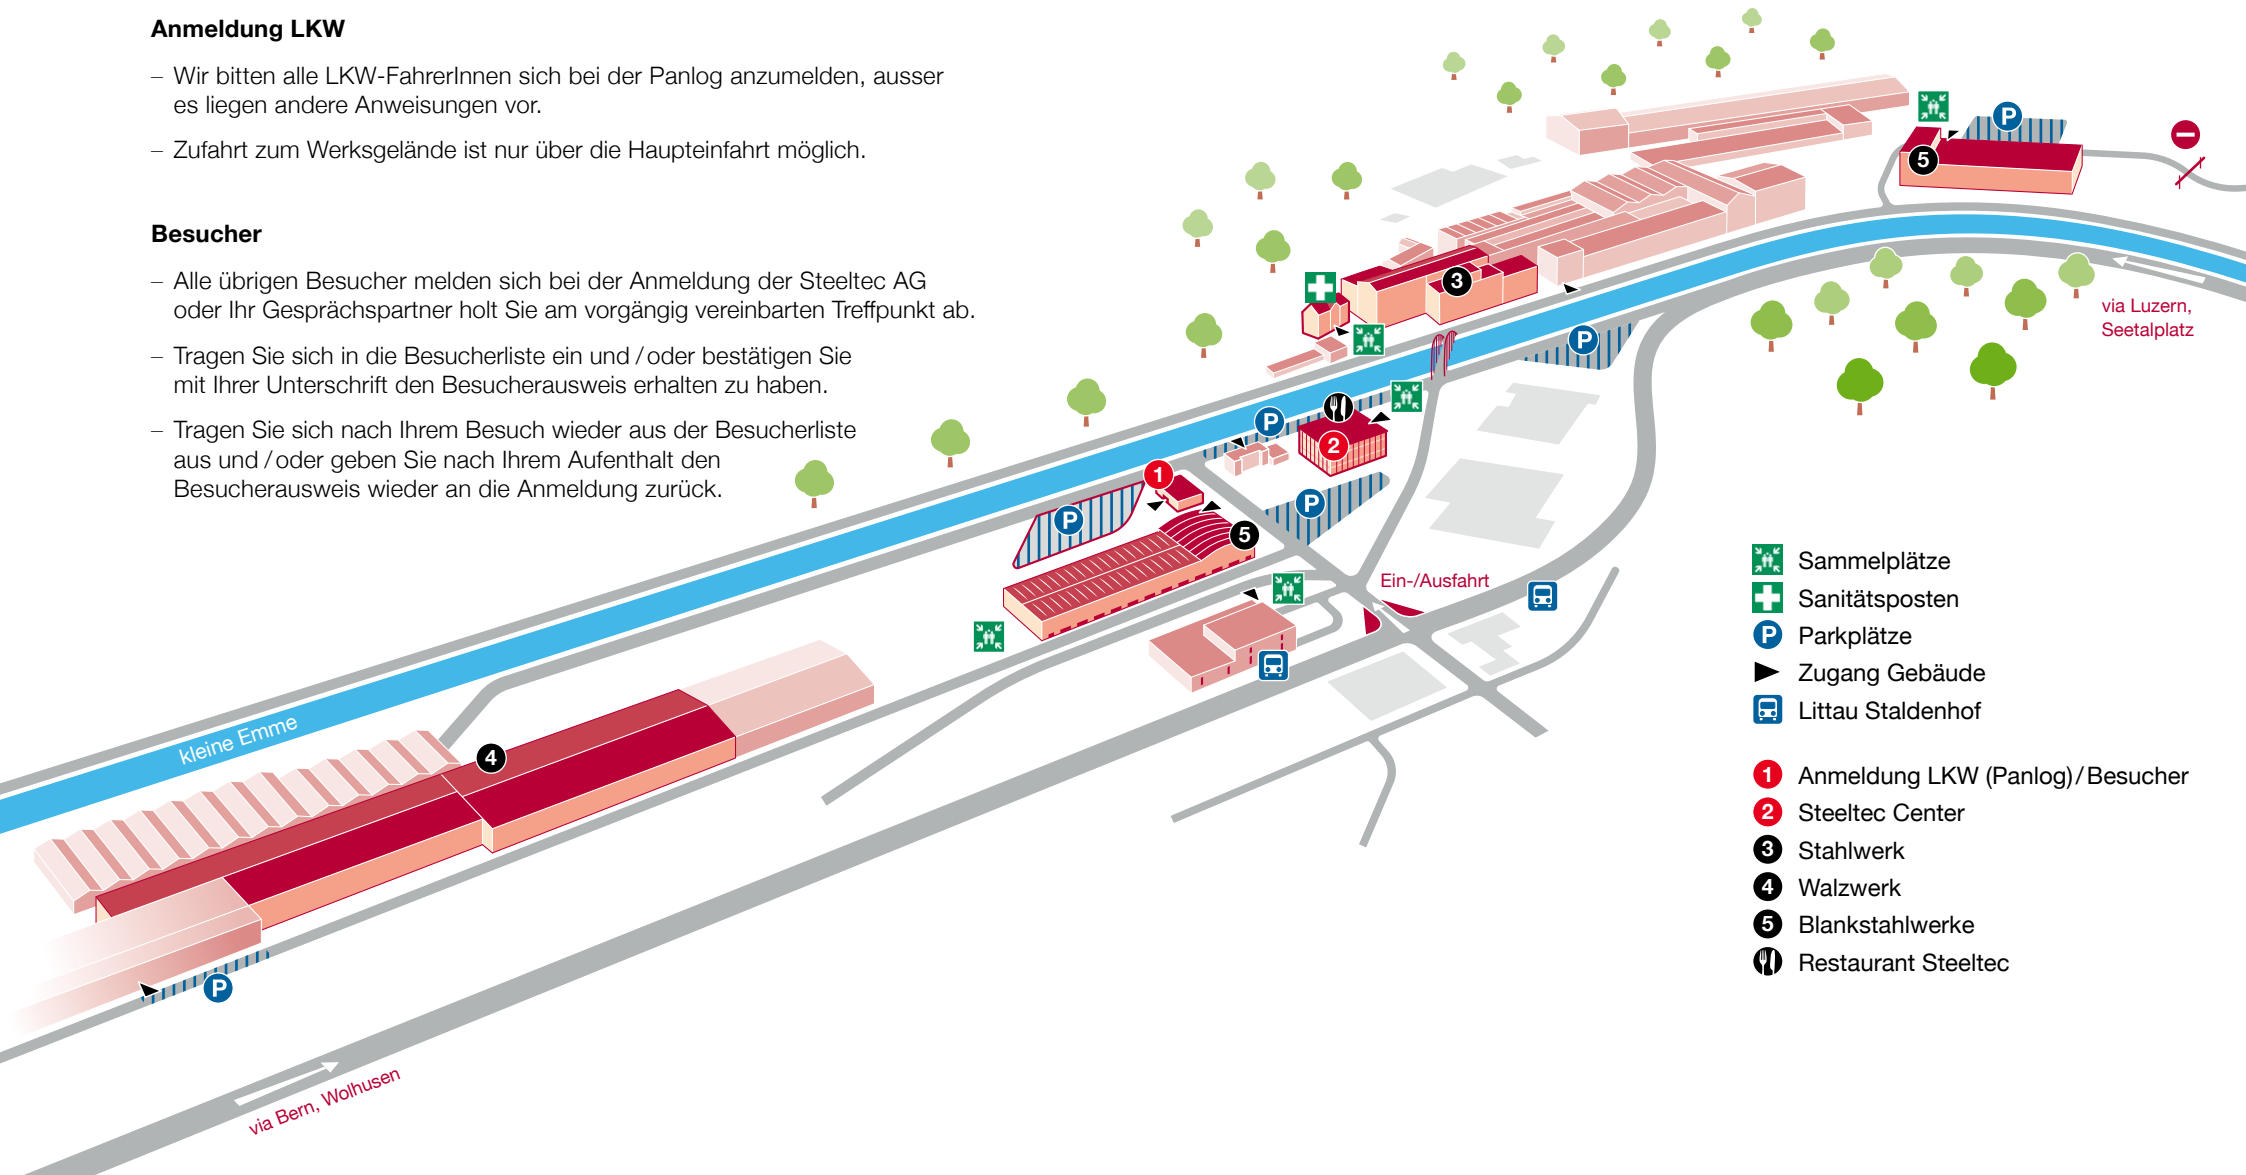 Anmeldung LKW
– Wir bitten alle LKW-FahrerInnen sich bei der Panlog anzumelden, ausser
es liegen andere Anweisungen vor.
– Zufahrt zum Werksgelände ist nur über die Haupteinfahrt möglich.
Besucher
– Alle übrigen Besucher melden sich bei der Anmeldung der Steeltec AG
oder Ihr Gesprächspartner holt Sie am vorgängig vereinbarten Treffpunkt ab.
– Tragen Sie sich in die Besucherliste ein und / oder bestätigen Sie
mit Ihrer Unterschrift den Besucherausweis erhalten zu haben.
– Tragen Sie sich nach Ihrem Besuch wieder aus der Besucherliste
aus und / oder geben Sie nach Ihrem Aufenthalt den
Besucherausweis wieder an die Anmeldung zurück.
P
5
3
via Luzern,
Seetalplatz
P
P
2
1
P
P
5
Ein-/Ausfahrt
kleine Emme
4
P
via Bern, Wolhusen
Sammelplätze
Sanitätsposten
P Parkplätze
Zugang Gebäude
Littau Staldenhof
1 Anmeldung LKW (Panlog) / Besucher
2 Steeltec Center
3 Stahlwerk
4 Walzwerk
5 Blankstahlwerke
Restaurant Steeltec